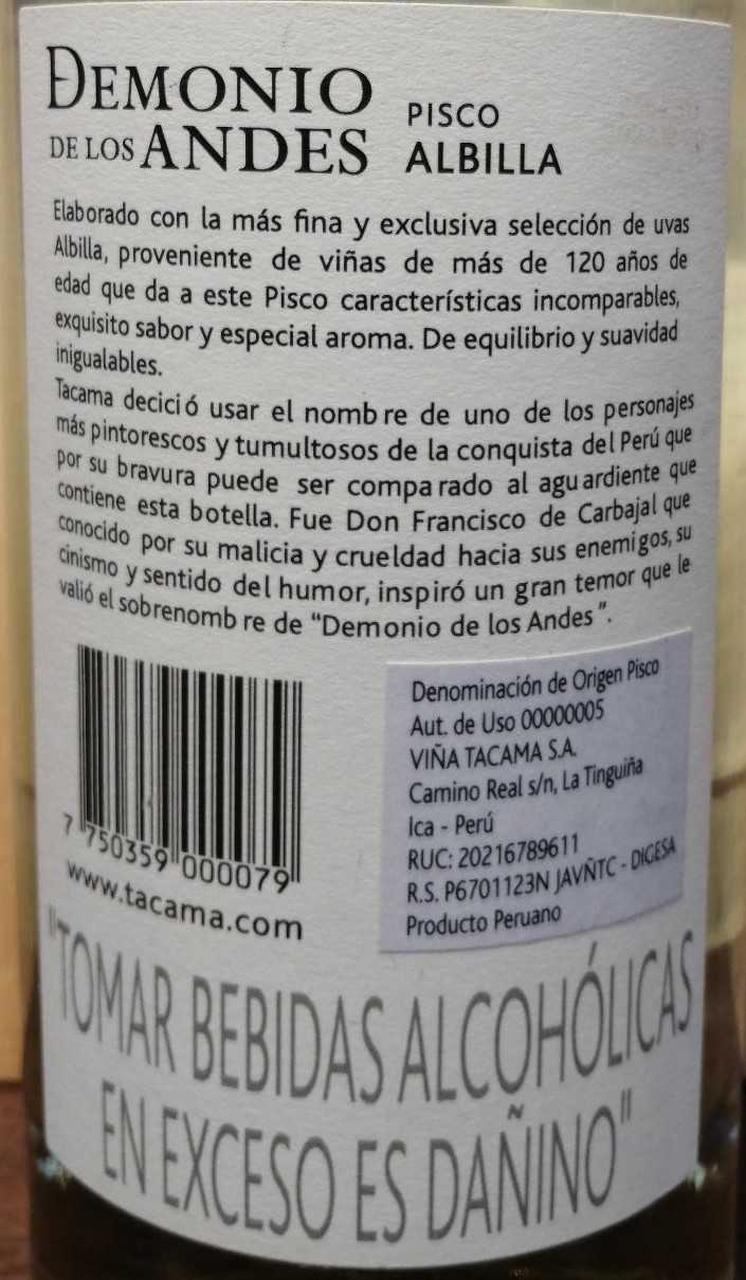 DEMONIO
DE LOS ANDES
PISCO
ALBILLA
Elaborado con la más fina y exclusiva selección de uvas
Albilla, proveniente de viñas de más de 120 años de
edad que da a este Pisco características incomparables,
exquisito sabor y especial aroma. De equilibrio y suavidad
inigualables.
Tacama decició usar el nombre de uno de los personajes
más pintorescos y tumultosos de la conquista del Perú que
por su bravura puede ser comparado al aguardiente que
contiene esta botella. Fue Don Francisco de Carbajal que
conocido por su malicia y crueldad hacia sus enemigos, su
cinismo y sentido del humor, inspiró un gran temor que le
valió el sobrenombre de “Demonio de los Andes”.
7 750359 000079
www.tacama.com
Denominación de Origen Pisco
Aut. de Uso 00000005
VIÑA TACAMA S.A.
Camino Real s/n, La Tinguiña
Ica - Perú
RUC: 20216789611
R.S. P6701123N JAVÑTC - DIGESA
Producto Peruano
"TOMAR BEBIDAS ALCOHÓLICAS
EN EXCESO ES DAÑINO"